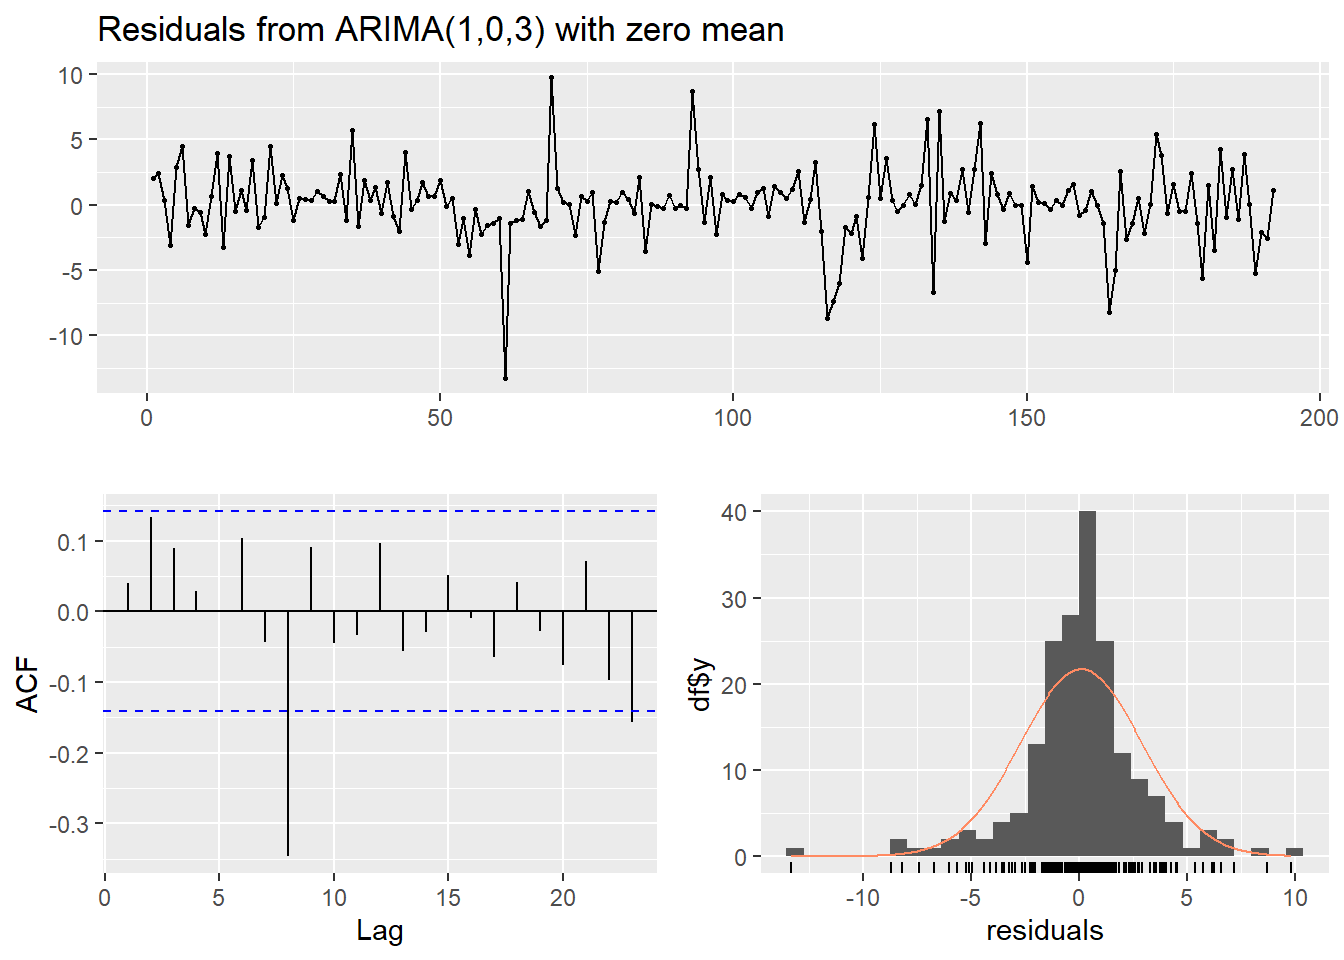 Residuals from ARIMA(1,0,3) with zero mean
10
5
0
-5
-10
0 50 100 150 200
ACF
0.1
0.0
-0.1
-0.2
-0.3
0 5 10 15 20
Lag
df$y
40
30
20
10
0
-10 -5 0 5 10
residuals